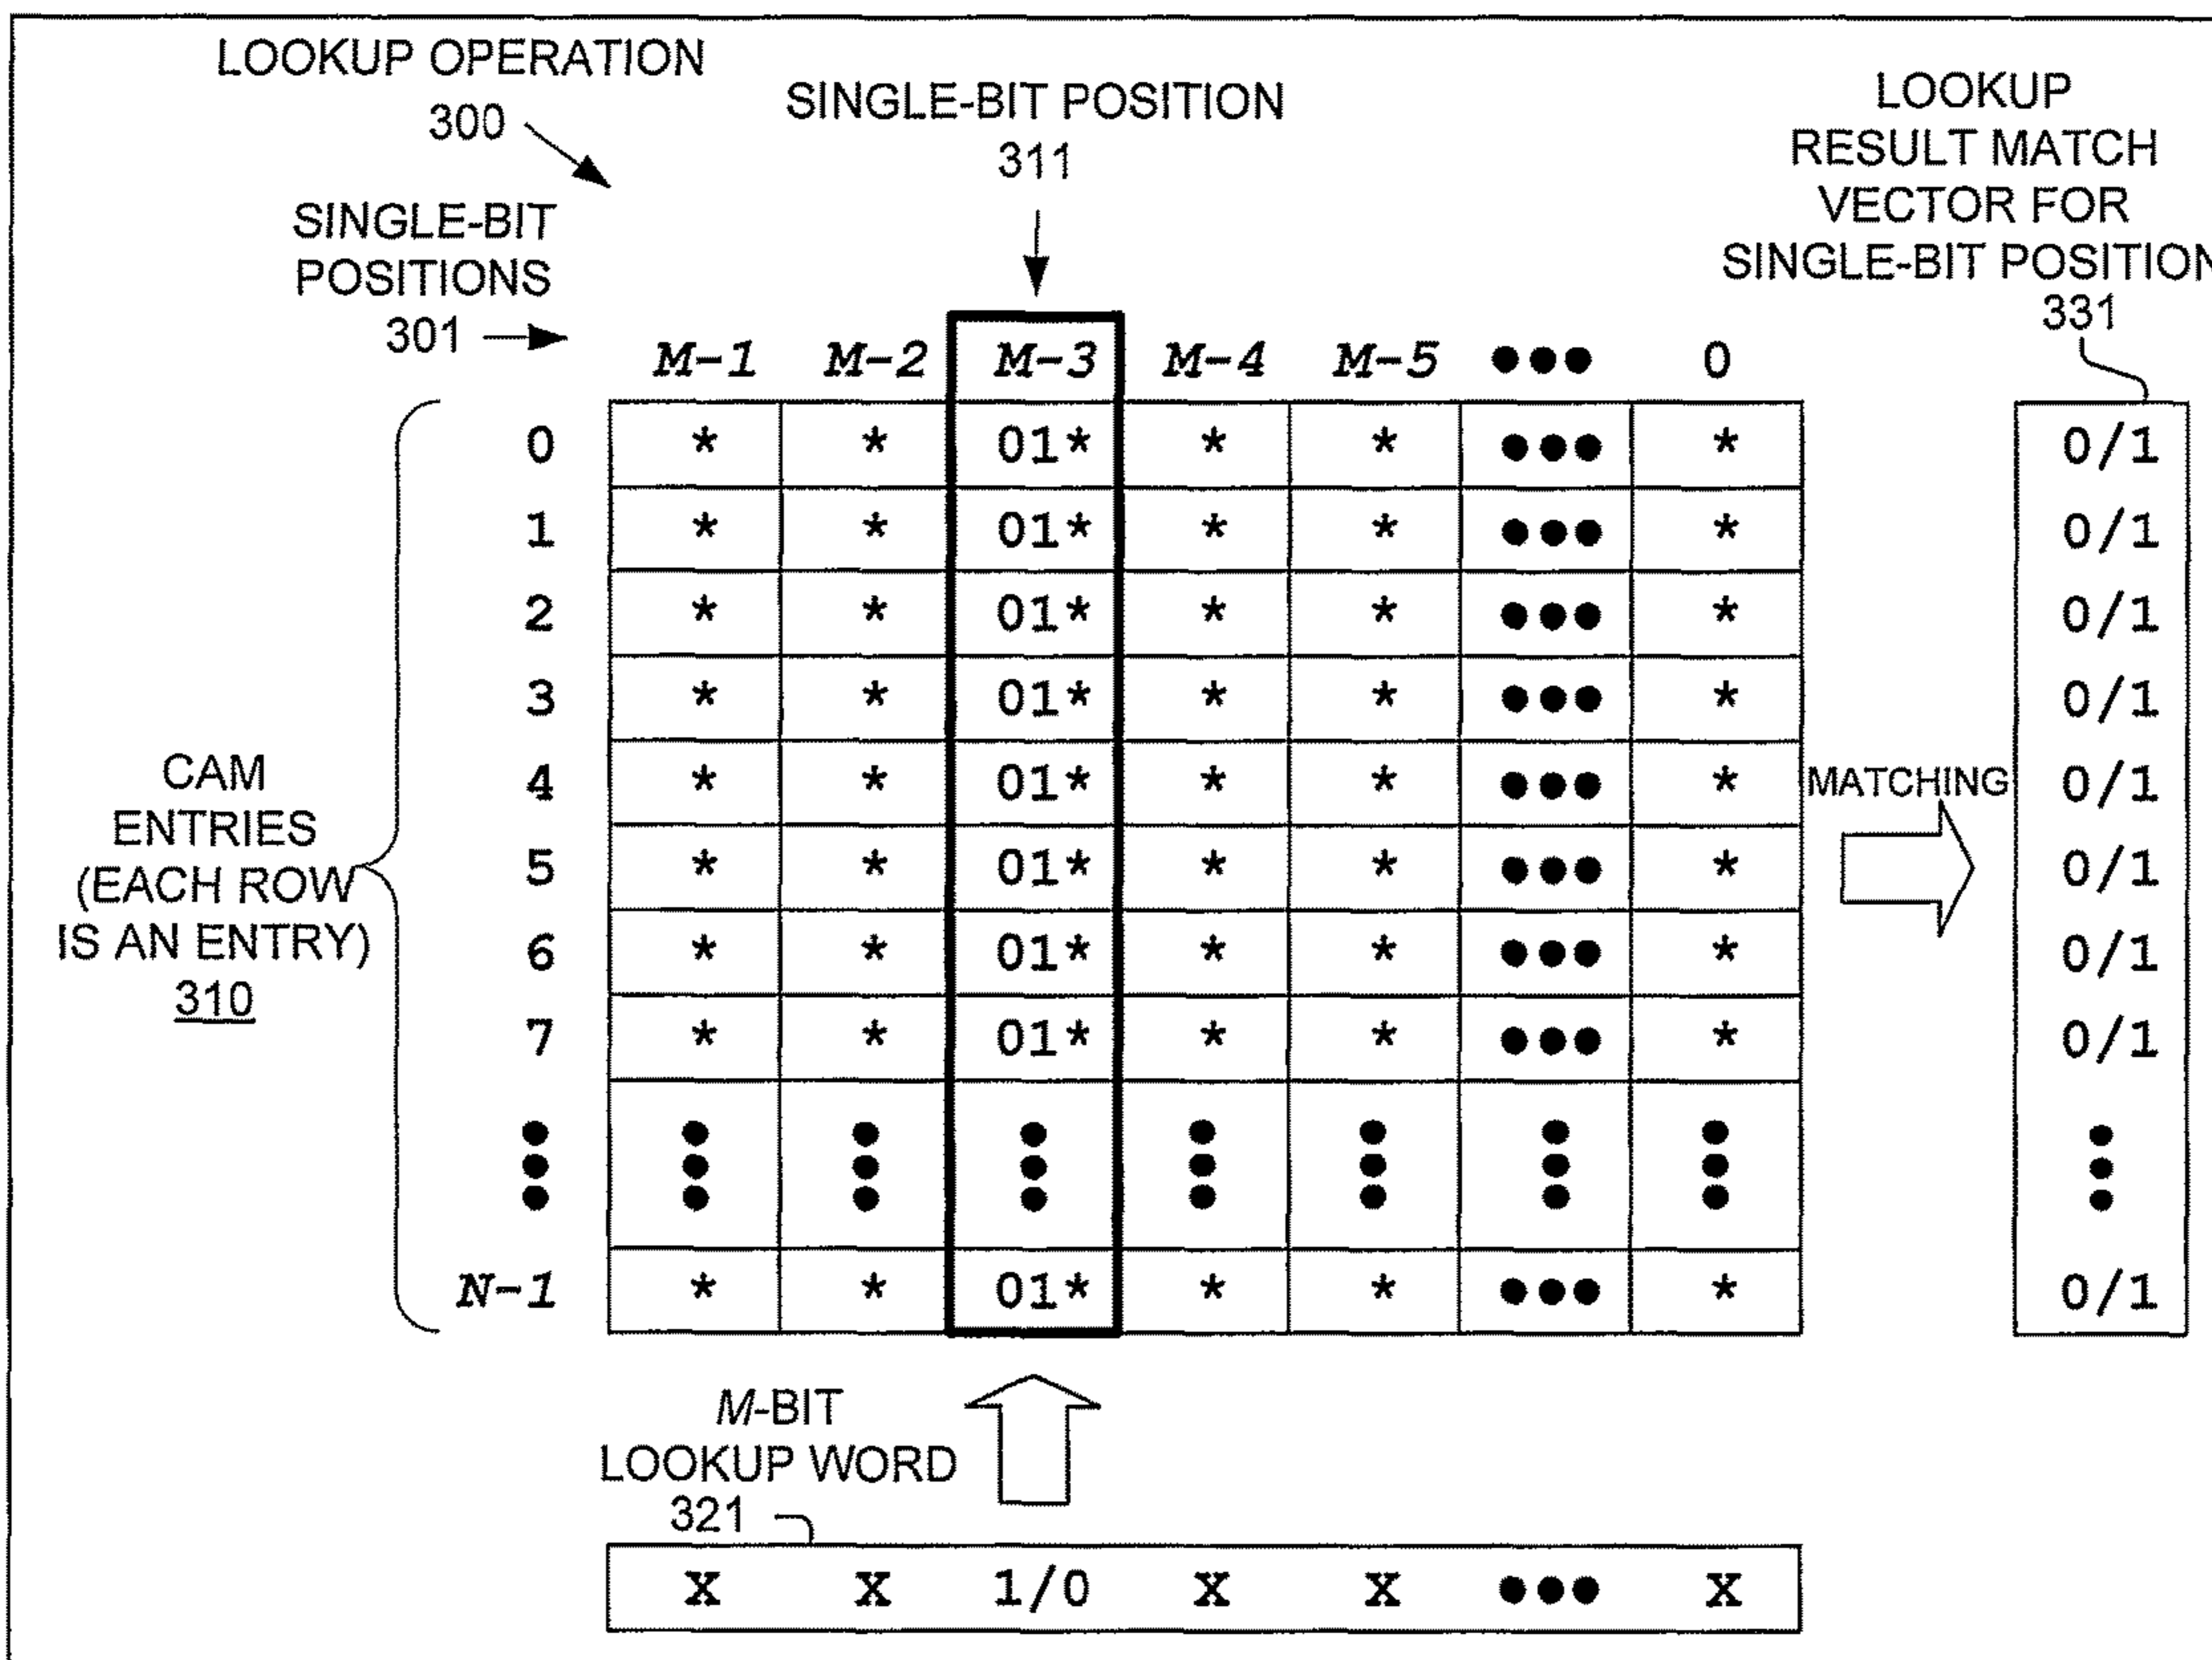 LOOKUP OPERATION
300
SINGLE-BIT POSITION
311
LOOKUP
RESULT MATCH
VECTOR FOR
SINGLE-BIT POSITION
331
SINGLE-BIT
POSITIONS
301
M-1 M-2 M-3 M-4 M-5 ●●● 0
0 * * 01* * * ●●● * 0/1
1 * * 01* * * ●●● * 0/1
2 * * 01* * * ●●● * 0/1
3 * * 01* * * ●●● * 0/1
4 * * 01* * * ●●● * 0/1
5 * * 01* * * ●●● * 0/1
6 * * 01* * * ●●● * 0/1
7 * * 01* * * ●●● * 0/1
N-1 * * 01* * * ●●● * 0/1
CAM
ENTRIES
(EACH ROW
IS AN ENTRY)
310
MATCHING
M-BIT
LOOKUP WORD
321
X X 1/0 X X ●●● X